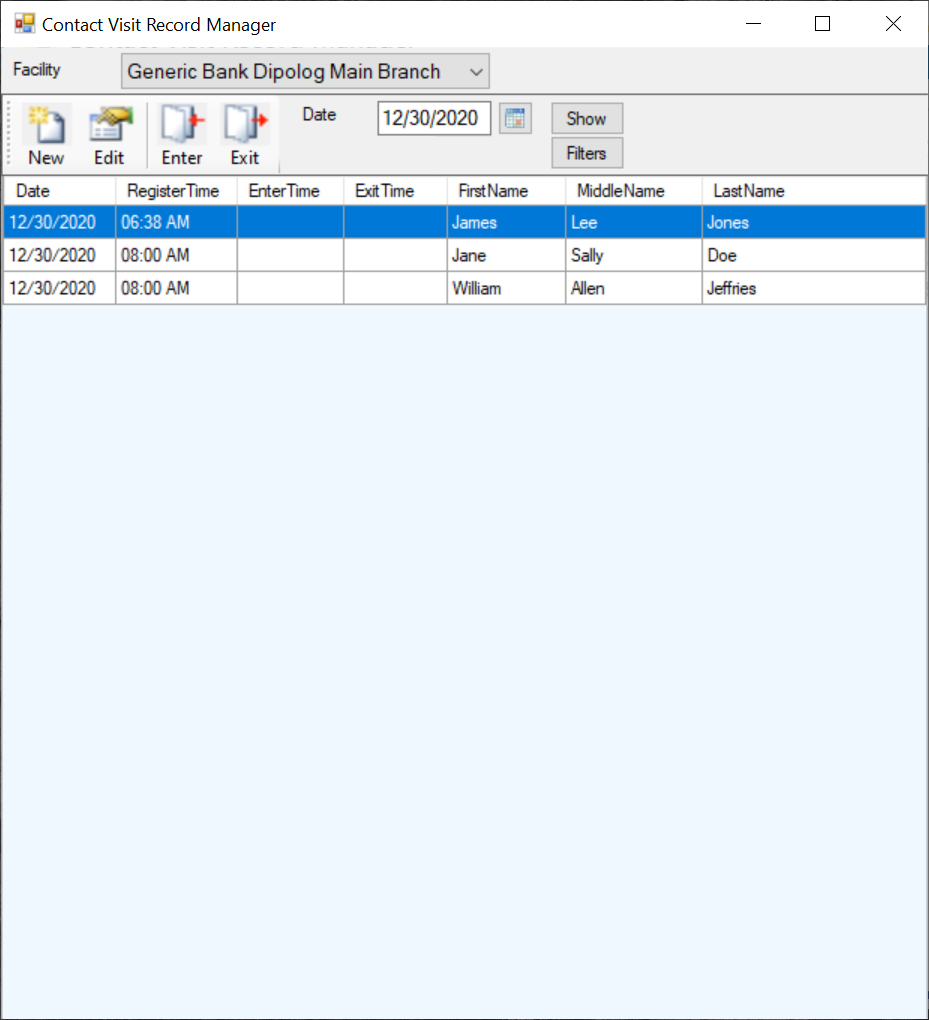 Contact Visit Record Manager
Facility Generic Bank Dipolog Main Branch
New Edit Enter Exit Date 12/30/2020 Show
Filters
Date RegisterTime EnterTime ExitTime FirstName MiddleName LastName
12/30/2020 06:38 AM James Lee Jones
12/30/2020 08:00 AM Jane Sally Doe
12/30/2020 08:00 AM William Allen Jeffries